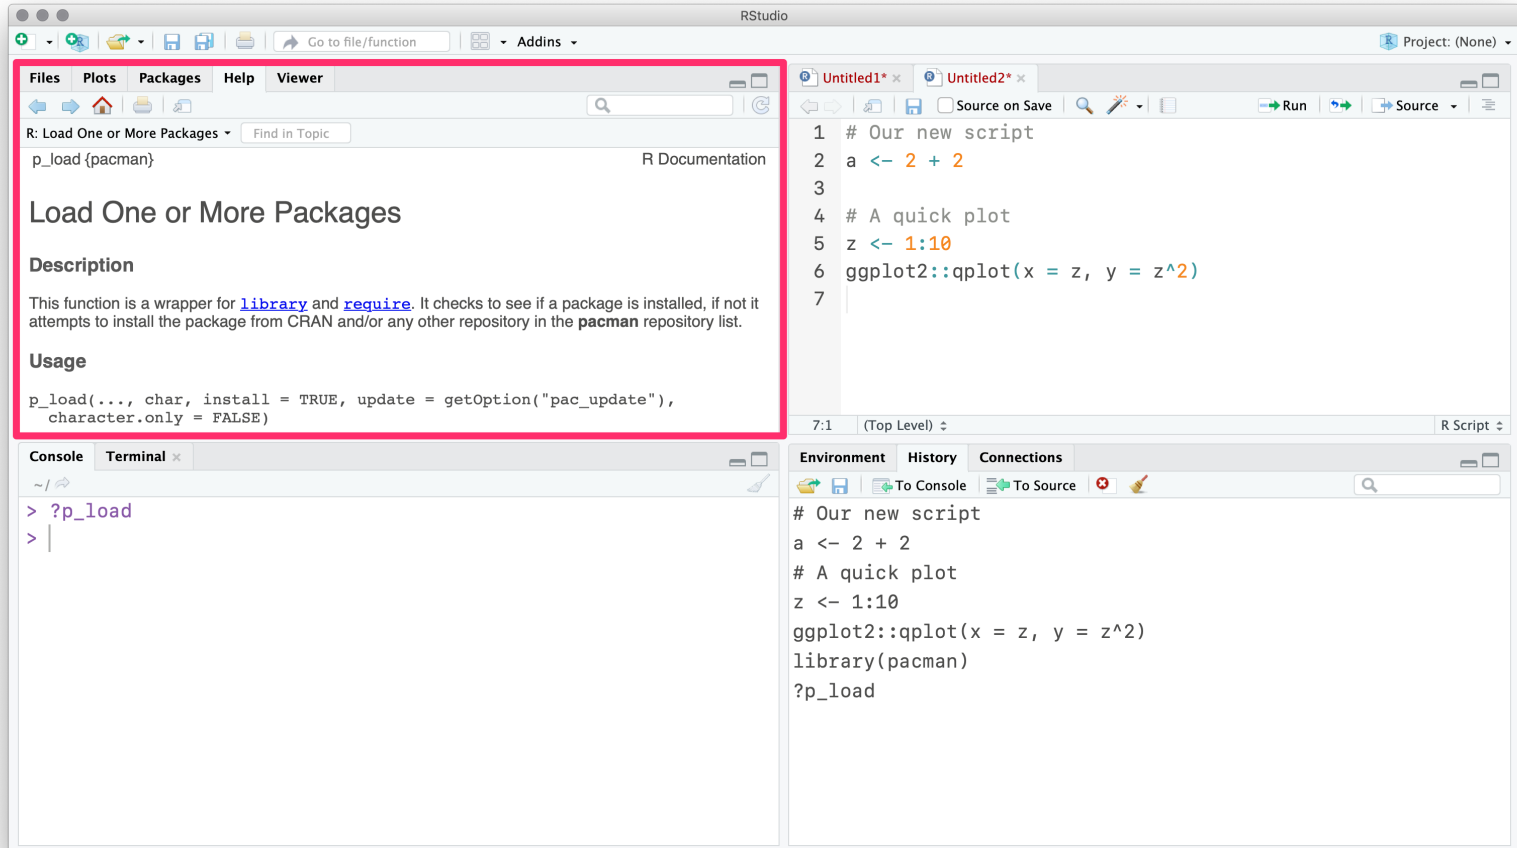 RStudio
Go to file/function
Addins
Project: (None)
Files Plots Packages Help Viewer
R: Load One or More Packages
Find in Topic
p_load {pacman}
R Documentation
Load One or More Packages
Description
This function is a wrapper for library and require. It checks to see if a package is installed, if not it
attempts to install the package from CRAN and/or any other repository in the pacman repository list.
Usage
p_load(..., char, install = TRUE, update = getOption("pac_update"),
character.only = FALSE)
Untitled1* Untitled2*
Source on Save
Run
Source
1 # Our new script
2 a <- 2 + 2
3
4 # A quick plot
5 z <- 1:10
6 ggplot2::qplot(x = z, y = z^2)
7
7:1 (Top Level)
R Script
Console Terminal
~/
> ?p_load
>
Environment History Connections
To Console To Source
# Our new script
a <- 2 + 2
# A quick plot
z <- 1:10
ggplot2::qplot(x = z, y = z^2)
library(pacman)
?p_load